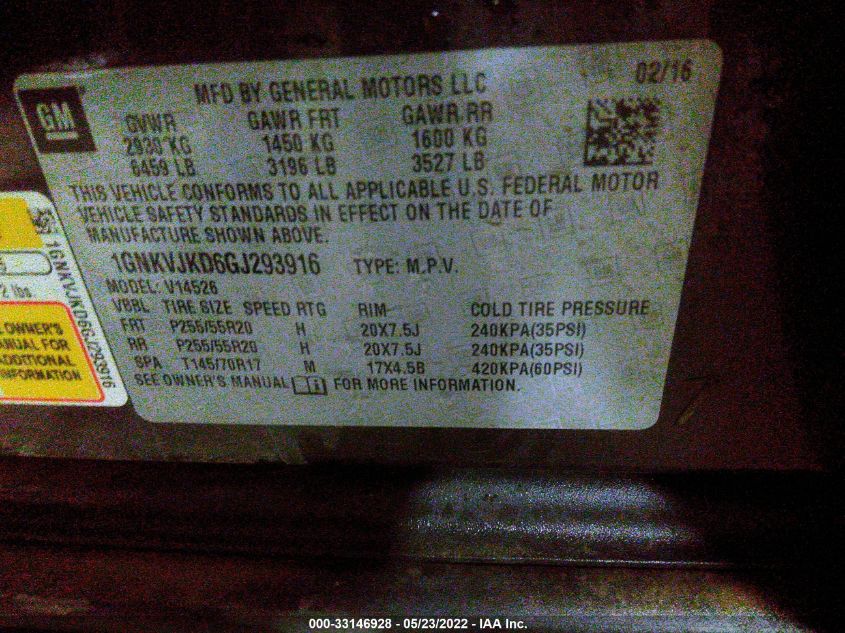 GM
MFD BY GENERAL MOTORS LLC 02/16
GVWR GAWR FRT GAWR RR
2930 KG 1450 KG 1600 KG
6459 LB 3196 LB 3527 LB
THIS VEHICLE CONFORMS TO ALL APPLICABLE U.S. FEDERAL MOTOR
VEHICLE SAFETY STANDARDS IN EFFECT ON THE DATE OF
MANUFACTURE SHOWN ABOVE.
1GNKVJKD6GJ293916 TYPE: M.P.V.
MODEL: V14526
VBBL TIRE SIZE SPEED RTG RIM COLD TIRE PRESSURE
FRT P255/55R20 H 20X7.5J 240KPA(35PSI)
RR P255/55R20 H 20X7.5J 240KPA(35PSI)
SPA T145/70R17 M 17X4.5B 420KPA(60PSI)
SEE OWNER'S MANUAL FOR MORE INFORMATION.
1GNKVJKD6GJ293916
2 lbs
OWNER'S
FOR
ADDITIONAL
INFORMATION
000-33146928 - 05/23/2022 - IAA Inc.